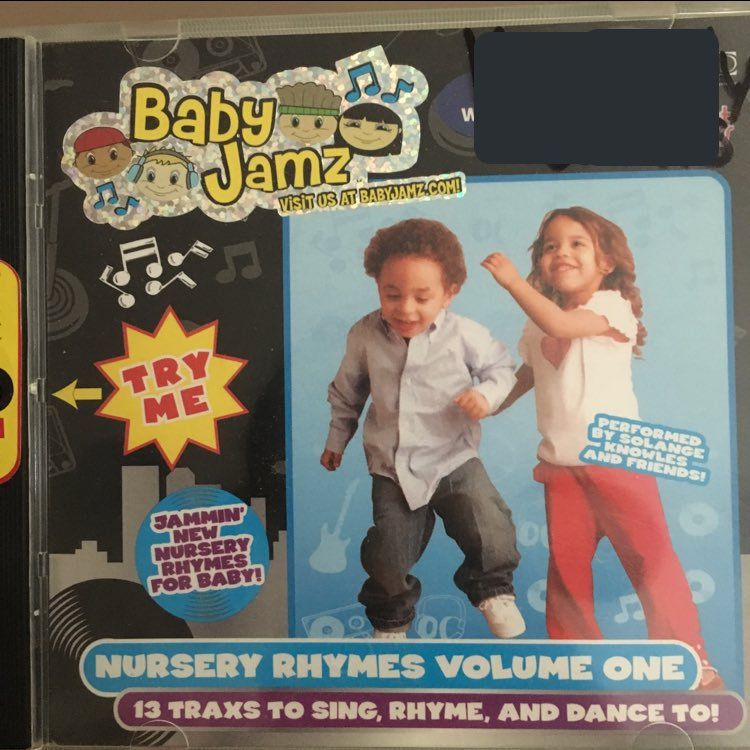 Baby
Jamz
VISIT US AT BABYJAMZ.COM!
W
TRY
ME
PERFORMED
BY SOLANGE
KNOWLES
AND FRIENDS!
JAMMIN'
NEW
NURSERY
RHYMES
FOR BABY!
NURSERY RHYMES VOLUME ONE
13 TRAXS TO SING, RHYME, AND DANCE TO!